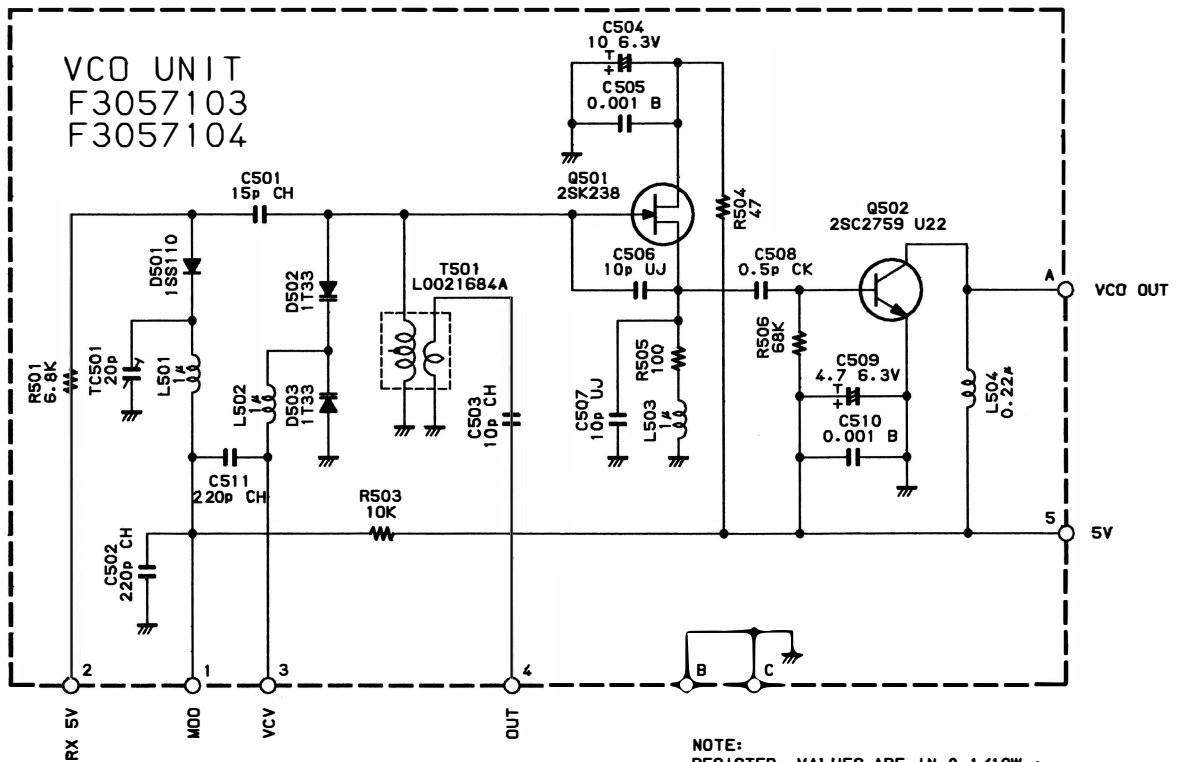 VCO UNIT
F3057103
F3057104
C504
10 6.3V
T
+
C505
0.001 B
C501
15p CH
Q501
2SK238
R504
47
Q502
2SC2759 U22
D501
1SS110
D502
1T33
T501
L0021684A
C506
10p UJ
C508
0.5p CK
A
VCO OUT
R501
6.8K
TC501
20p
L501
1μ
L502
1μ
D503
1T33
C503
10p CH
C507
10p UJ
R505
100
L503
1μ
R506
68K
C509
4.7 6.3V
T
+
C510
0.001 B
L504
0.22μ
C511
220p CH
R503
10K
C502
220p CH
5
5V
2
1
3
4
B
C
RX 5V
MOD
VCV
OUT
NOTE: